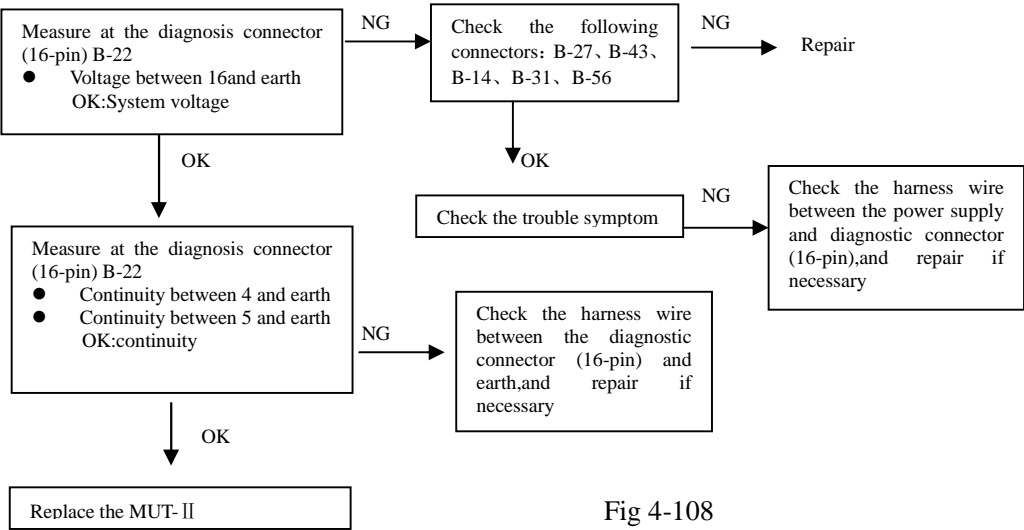 Measure at the diagnosis connector
(16-pin) B-22
● Voltage between 16and earth
OK:System voltage
NG
Check the following
connectors: B-27、B-43、
B-14、B-31、B-56
NG
Repair
OK
OK
Check the trouble symptom
NG
Check the harness wire
between the power supply
and diagnostic connector
(16-pin),and repair if
necessary
Measure at the diagnosis connector
(16-pin) B-22
● Continuity between 4 and earth
● Continuity between 5 and earth
OK:continuity
NG
Check the harness wire
between the diagnostic
connector (16-pin) and
earth,and repair if
necessary
OK
Replace the MUT-Ⅱ
Fig 4-108